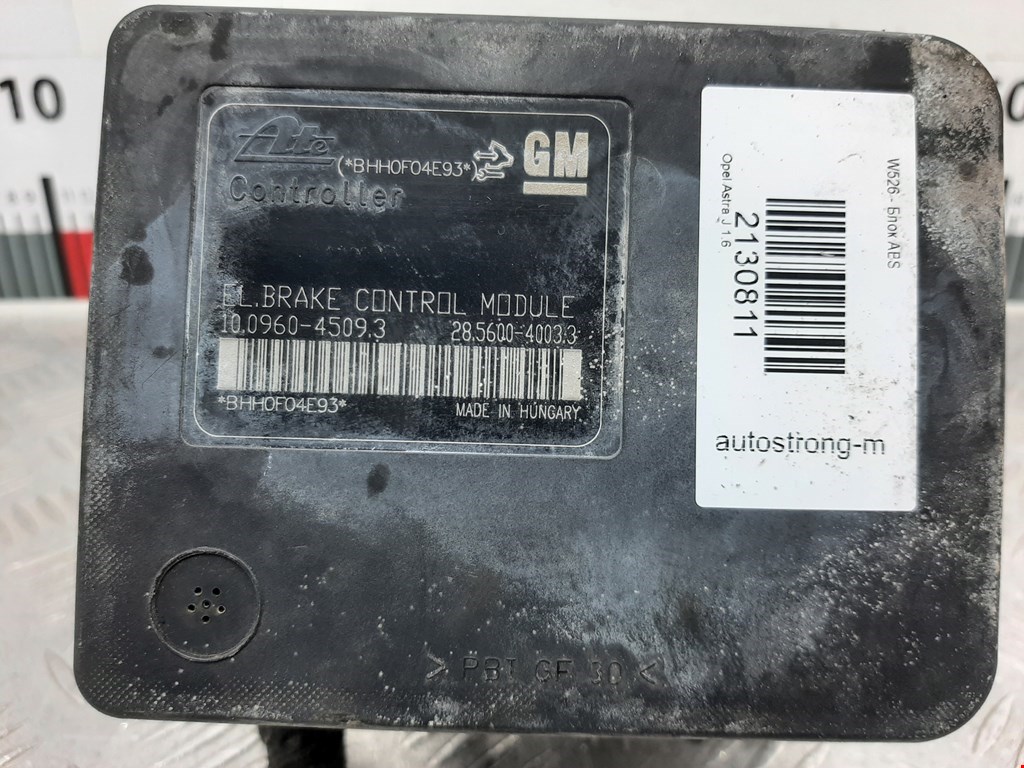 10
Ate
(*BHH0F04E93*)
GM
Controller
EL.BRAKE CONTROL MODULE
10.0960-4509.3 28.5600-4003.3
*BHH0F04E93*
MADE IN HUNGARY
W526 - Блок ABS
2130811
Opel Astra J 1.6
autostrong-m
> PBT GF 30 <